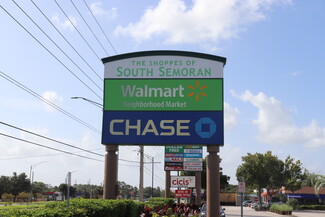 THE SHOPPES OF
SOUTH SEMORAN
Walmart
Neighborhood Market
CHASE
cicis